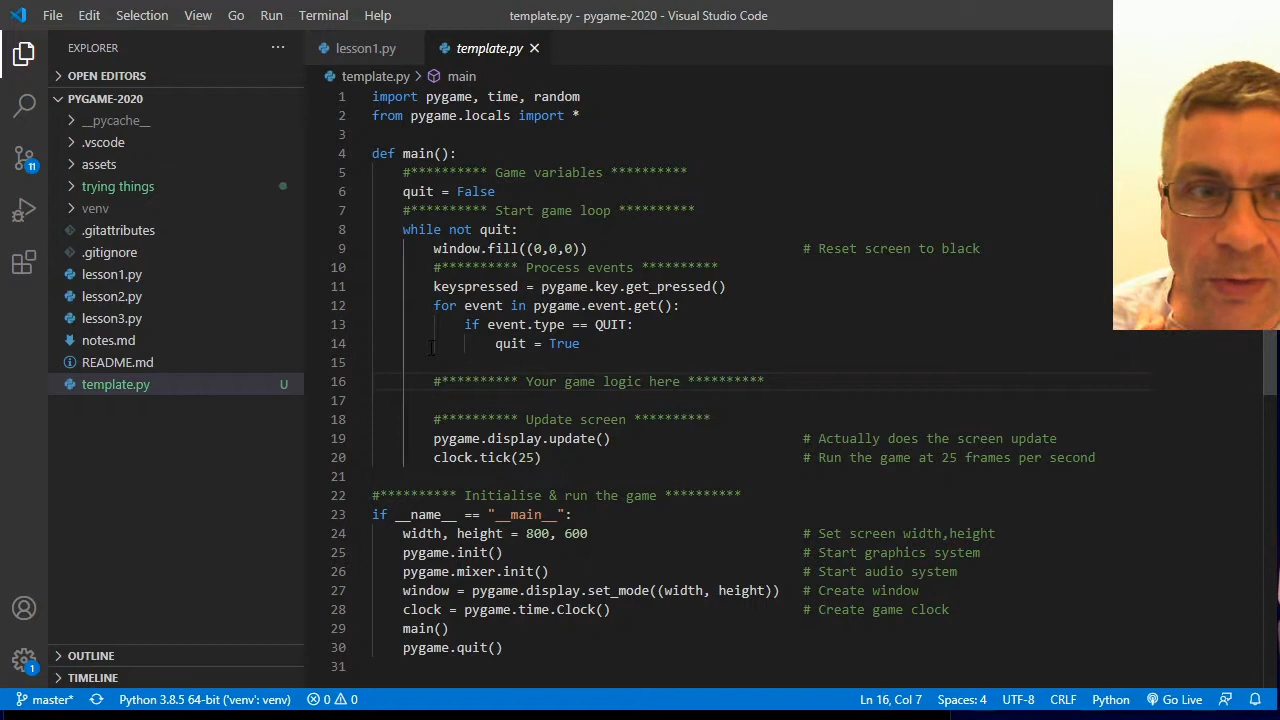 File Edit Selection View Go Run Terminal Help template.py - pygame-2020 - Visual Studio Code
EXPLORER ···
OPEN EDITORS
PYGAME-2020
__pycache__
.vscode
assets
trying things
venv
.gitattributes
.gitignore
lesson1.py
lesson2.py
lesson3.py
notes.md
README.md
template.py U
OUTLINE
TIMELINE
11
1
lesson1.py template.py
template.py > main
1 import pygame, time, random
2 from pygame.locals import *
3
4 def main():
5 #********** Game variables **********
6 quit = False
7 #********** Start game loop **********
8 while not quit:
9 window.fill((0,0,0)) # Reset screen to black
10 #********** Process events **********
11 keyspressed = pygame.key.get_pressed()
12 for event in pygame.event.get():
13 if event.type == QUIT:
14 quit = True
15
16 #********** Your game logic here **********
17
18 #********** Update screen **********
19 pygame.display.update() # Actually does the screen update
20 clock.tick(25) # Run the game at 25 frames per second
21
22 #********** Initialise & run the game **********
23 if __name__ == "__main__":
24 width, height = 800, 600 # Set screen width,height
25 pygame.init() # Start graphics system
26 pygame.mixer.init() # Start audio system
27 window = pygame.display.set_mode((width, height)) # Create window
28 clock = pygame.time.Clock() # Create game clock
29 main()
30 pygame.quit()
31
master* Python 3.8.5 64-bit ('venv': venv) 0 0 Ln 16, Col 7 Spaces: 4 UTF-8 CRLF Python Go Live